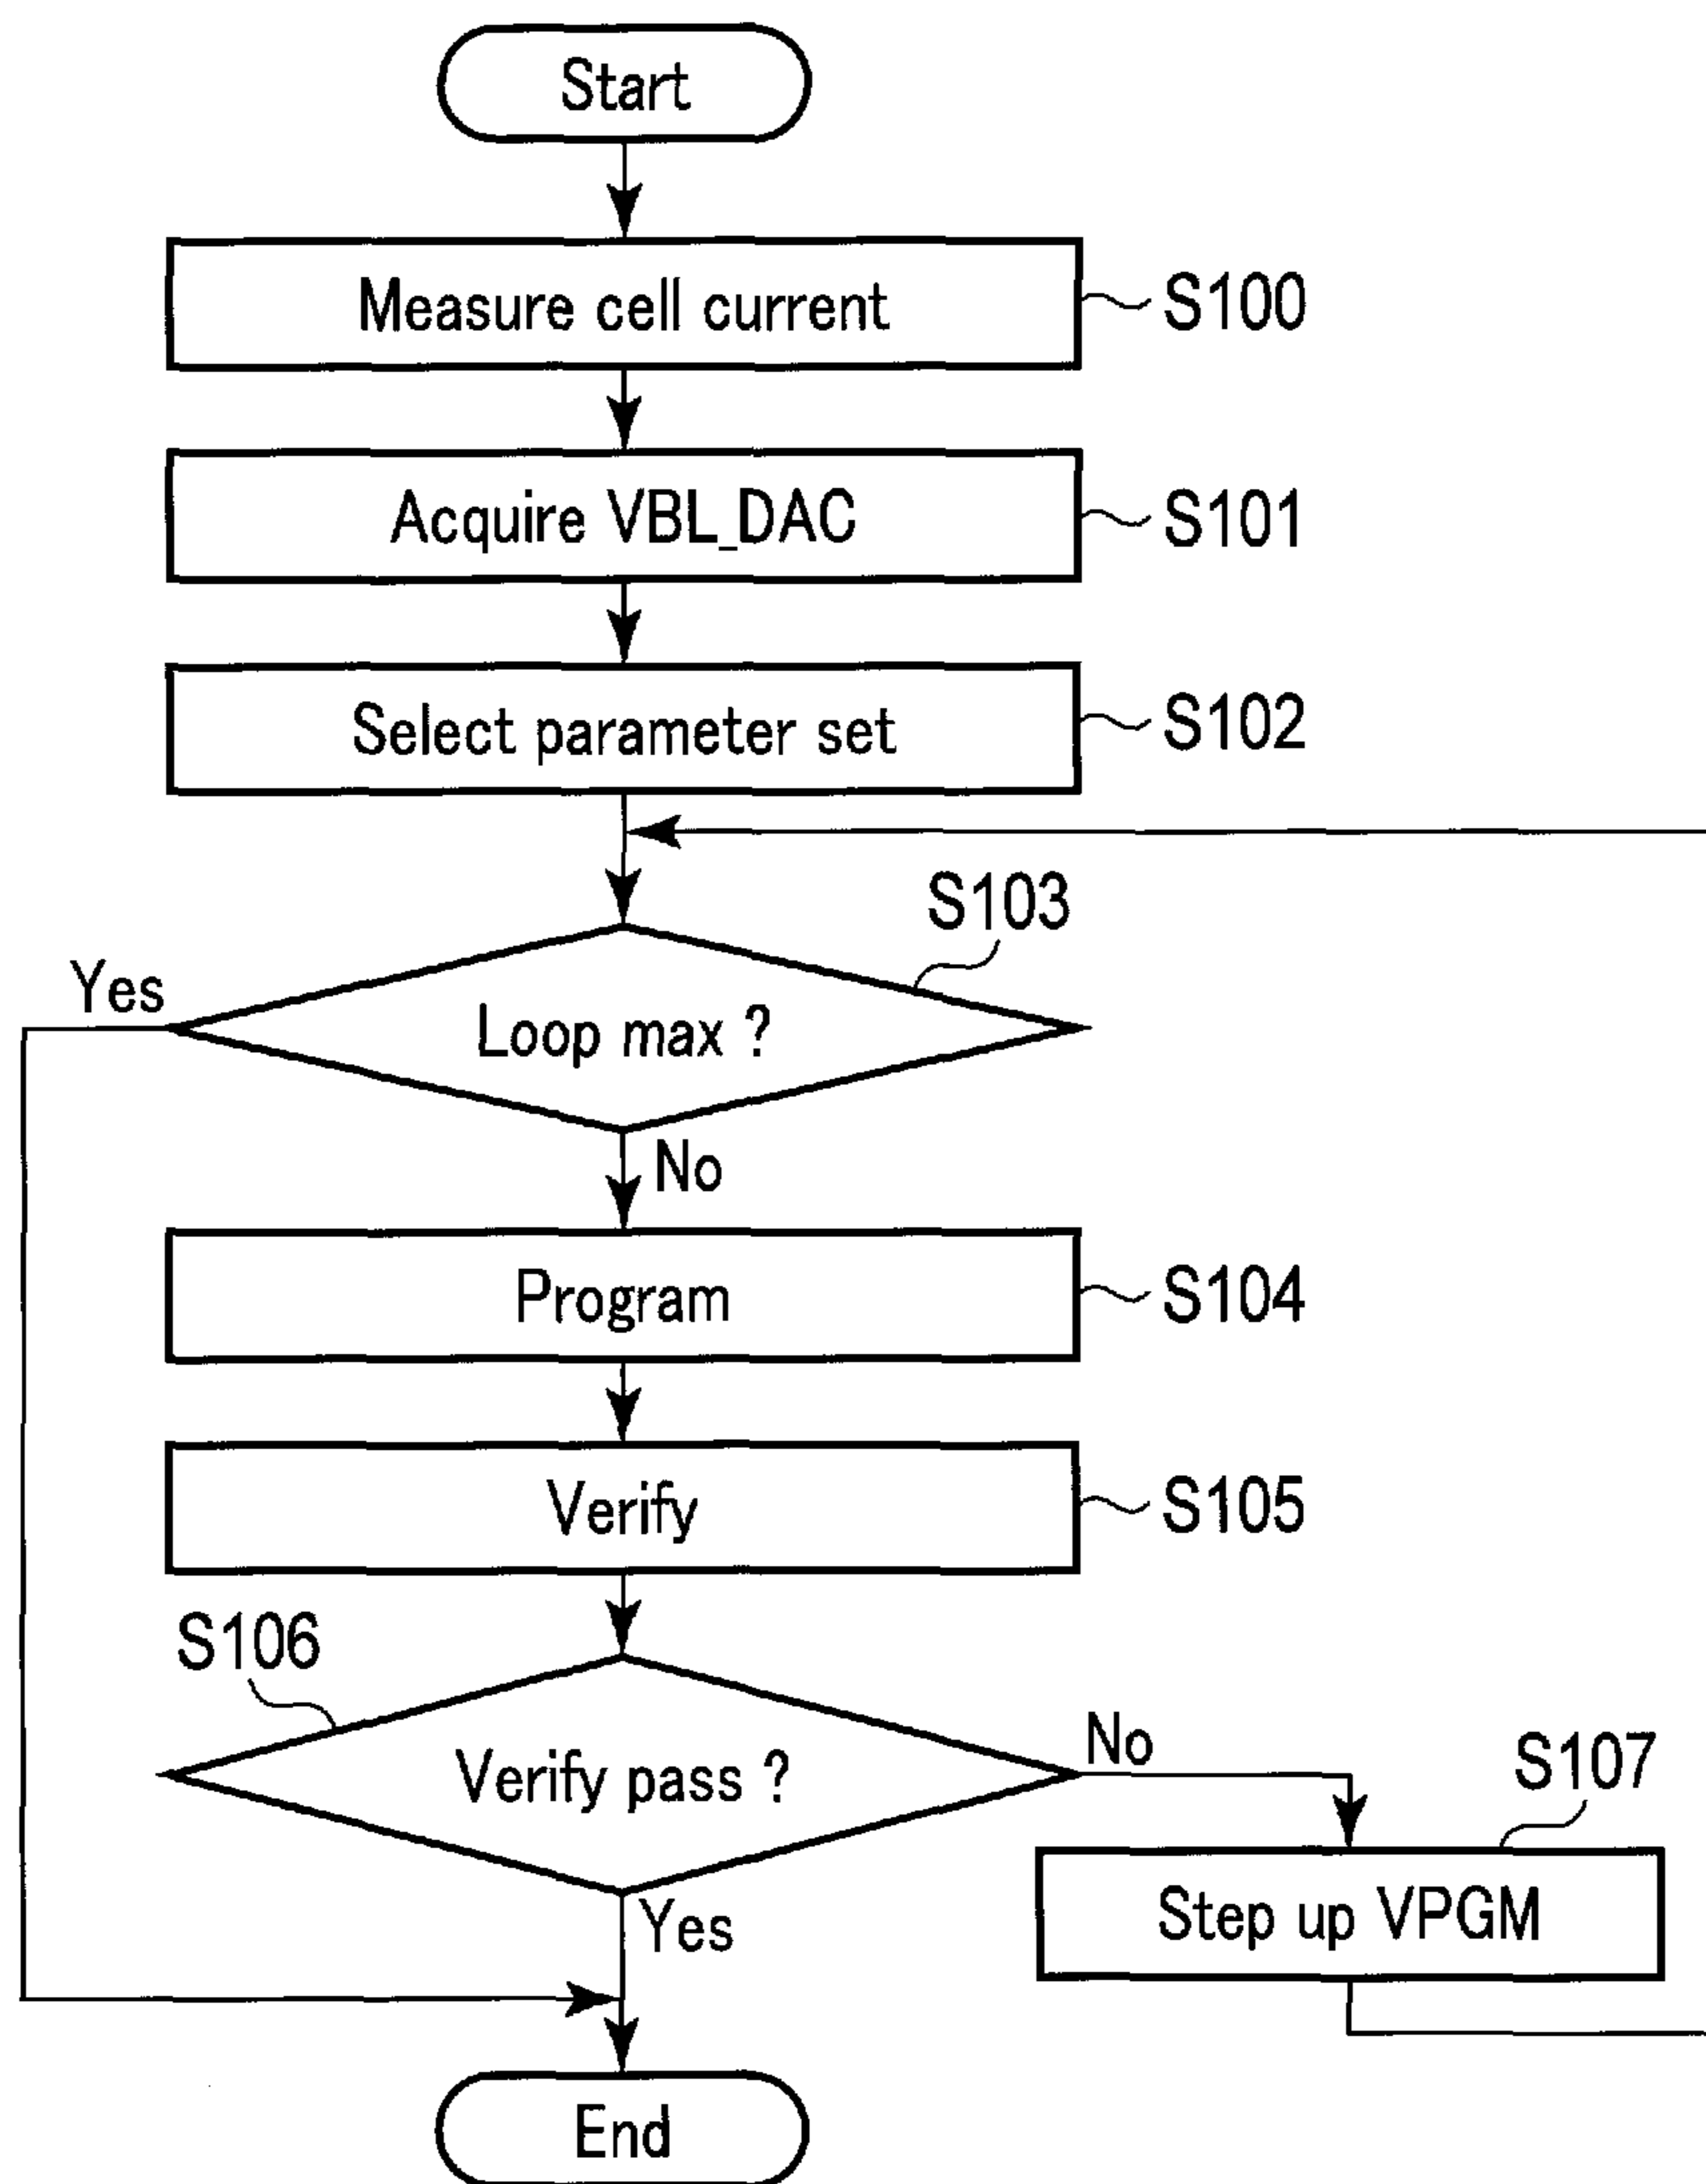 Start
Measure cell current
S100
Acquire VBL_DAC
S101
Select parameter set
S102
S103
Yes
Loop max ?
No
Program
S104
Verify
S105
S106
Verify pass ?
No
S107
Step up VPGM
Yes
End